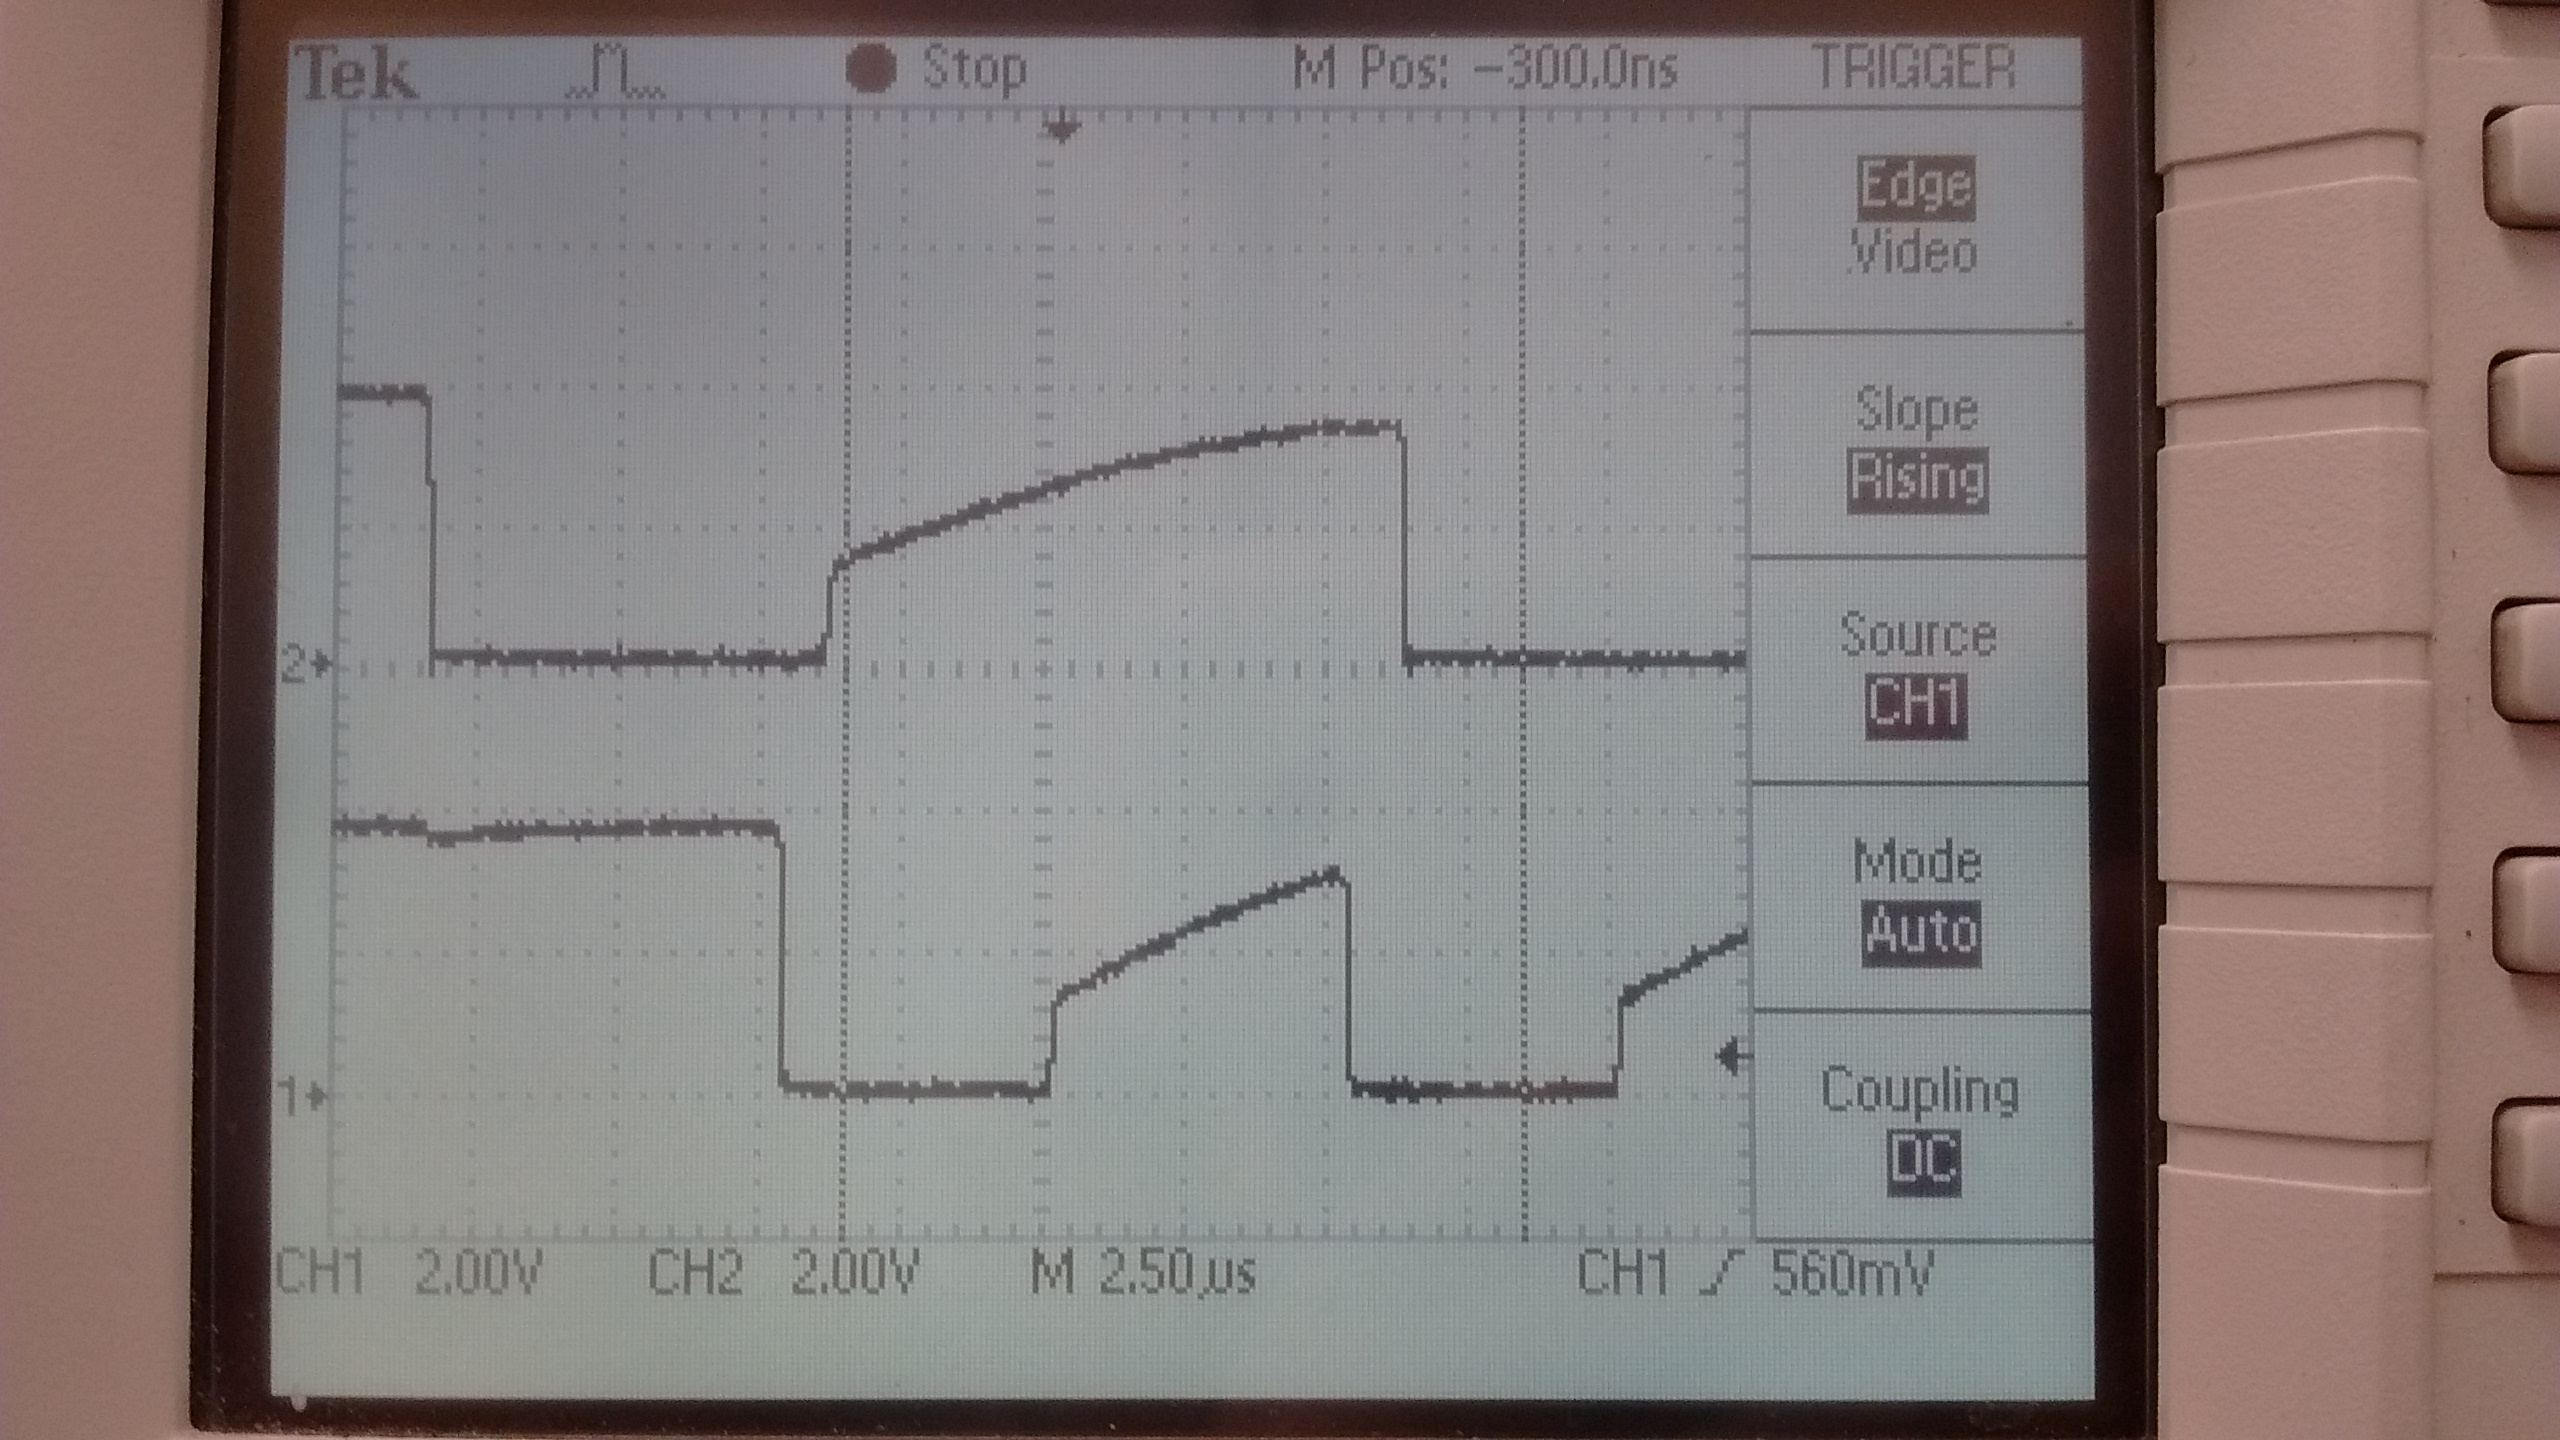 Tek Stop M Pos: -300.0ns TRIGGER
Edge
Video
Slope
Rising
Source
CH1
Mode
Auto
Coupling
DC
2
1
CH1 2.00V CH2 2.00V M 2.50µs CH1 560mV